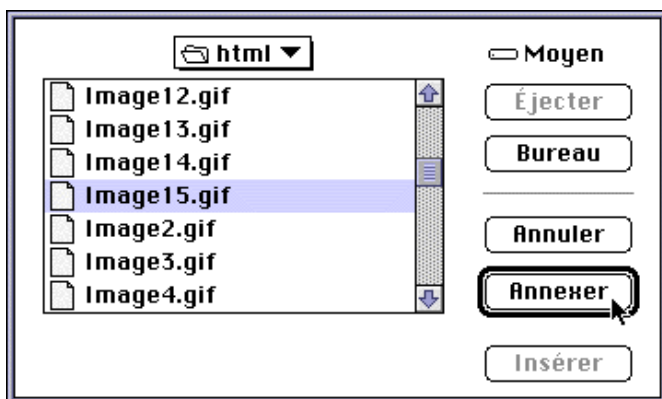 html
Moyen
Image12.gif
Image13.gif
Image14.gif
Image15.gif
Image2.gif
Image3.gif
Image4.gif
Éjecter
Bureau
Annuler
Annexer
Insérer